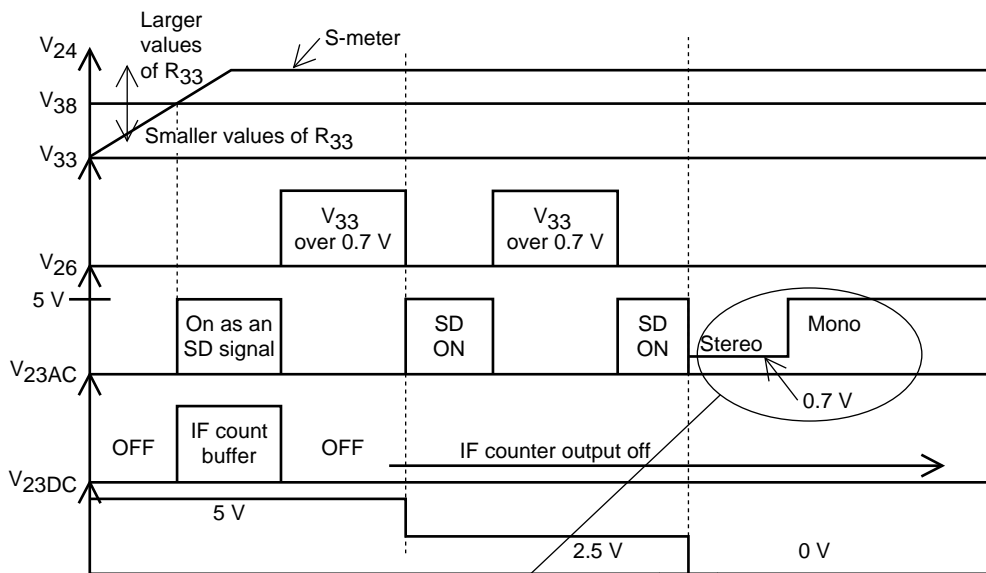 Larger
values
of R33
V24
S-meter
V38
Smaller values of R33
V33
V33
over 0.7 V
V33
over 0.7 V
V26
5 V
On as an
SD signal
SD
ON
SD
ON
Stereo
Mono
0.7 V
V23AC
OFF
IF count
buffer
OFF
IF counter output off
V23DC
5 V
2.5 V
0 V